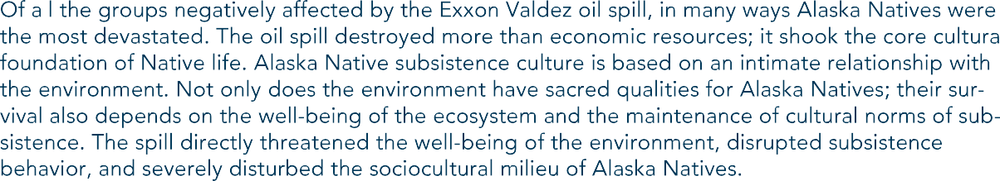 Of a l the groups negatively affected by the Exxon Valdez oil spill, in many ways Alaska Natives were
the most devastated. The oil spill destroyed more than economic resources; it shook the core cultura
foundation of Native life. Alaska Native subsistence culture is based on an intimate relationship with
the environment. Not only does the environment have sacred qualities for Alaska Natives; their sur-
vival also depends on the well-being of the ecosystem and the maintenance of cultural norms of sub-
sistence. The spill directly threatened the well-being of the environment, disrupted subsistence
behavior, and severely disturbed the sociocultural milieu of Alaska Natives.